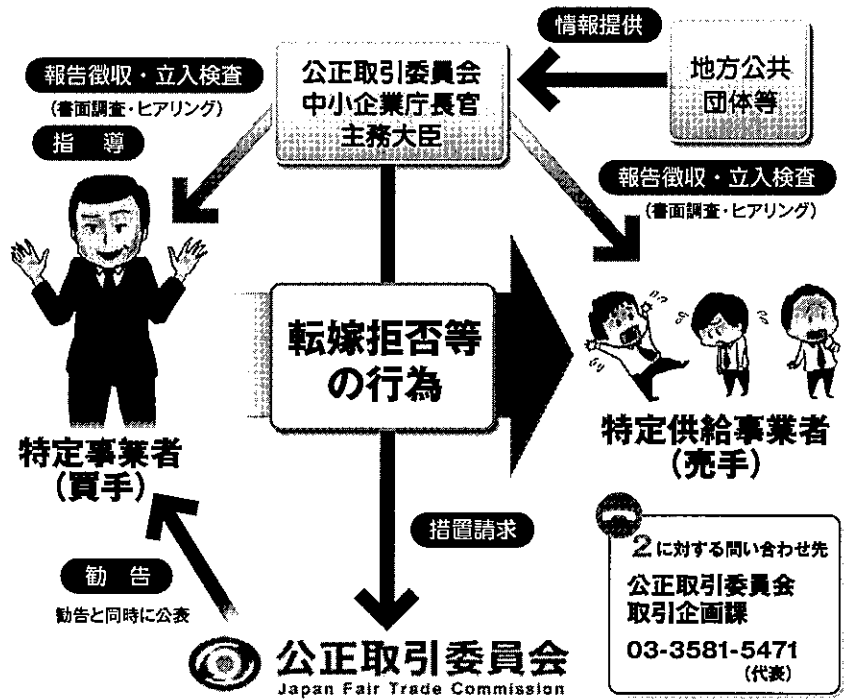 情報提供
報告徴収・立入検査
(書面調査・ヒアリング)
指 導
公正取引委員会
中小企業庁長官
主務大臣
地方公共
団体等
報告徴収・立入検査
(書面調査・ヒアリング)
転嫁拒否等
の行為
特定事業者
(買手)
特定供給事業者
(売手)
措置請求
勧 告
勧告と同時に公表
2に対する問い合わせ先
公正取引委員会
取引企画課
03-3581-5471
(代表)
公正取引委員会
Japan Fair Trade Commission